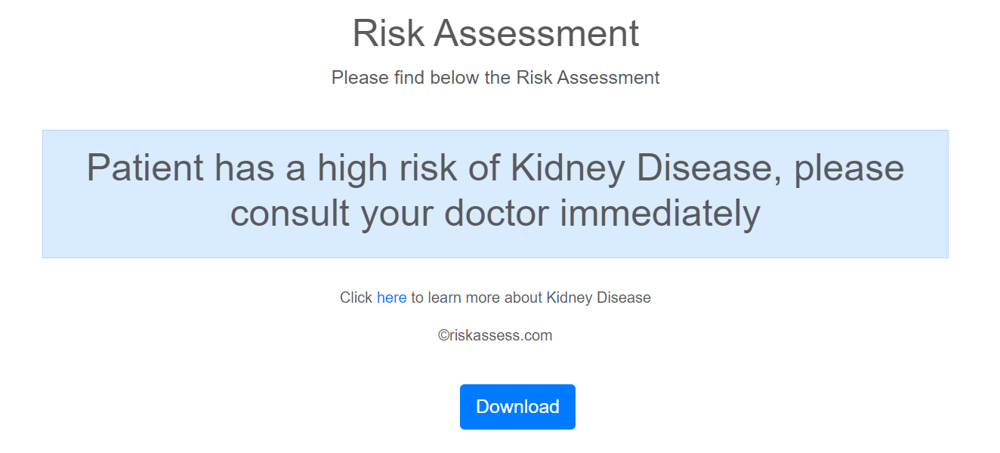 Risk Assessment
Please find below the Risk Assessment
Patient has a high risk of Kidney Disease, please
consult your doctor immediately
Click here to learn more about Kidney Disease
©riskassess.com
Download